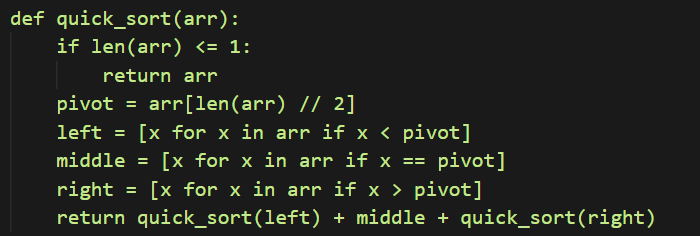 def quick_sort(arr):
    if len(arr) <= 1:
        return arr
    pivot = arr[len(arr) // 2]
    left = [x for x in arr if x < pivot]
    middle = [x for x in arr if x == pivot]
    right = [x for x in arr if x > pivot]
    return quick_sort(left) + middle + quick_sort(right)